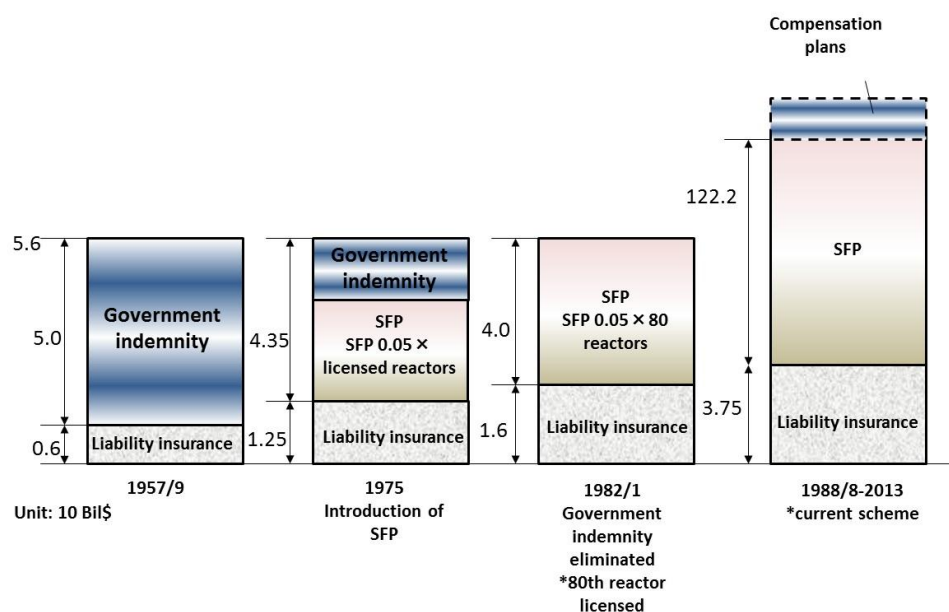 Compensation
plans
122.2
SFP
3.75
Liability insurance
1988/8-2013
*current scheme
5.6
5.0
0.6
Government
indemnity
Liability insurance
1957/9
Unit: 10 Bil$
4.35
1.25
Government
indemnity
SFP
SFP 0.05 ×
licensed reactors
Liability insurance
1975
Introduction of
SFP
4.0
1.6
SFP
SFP 0.05 × 80
reactors
Liability insurance
1982/1
Government
indemnity
eliminated
*80th reactor
licensed